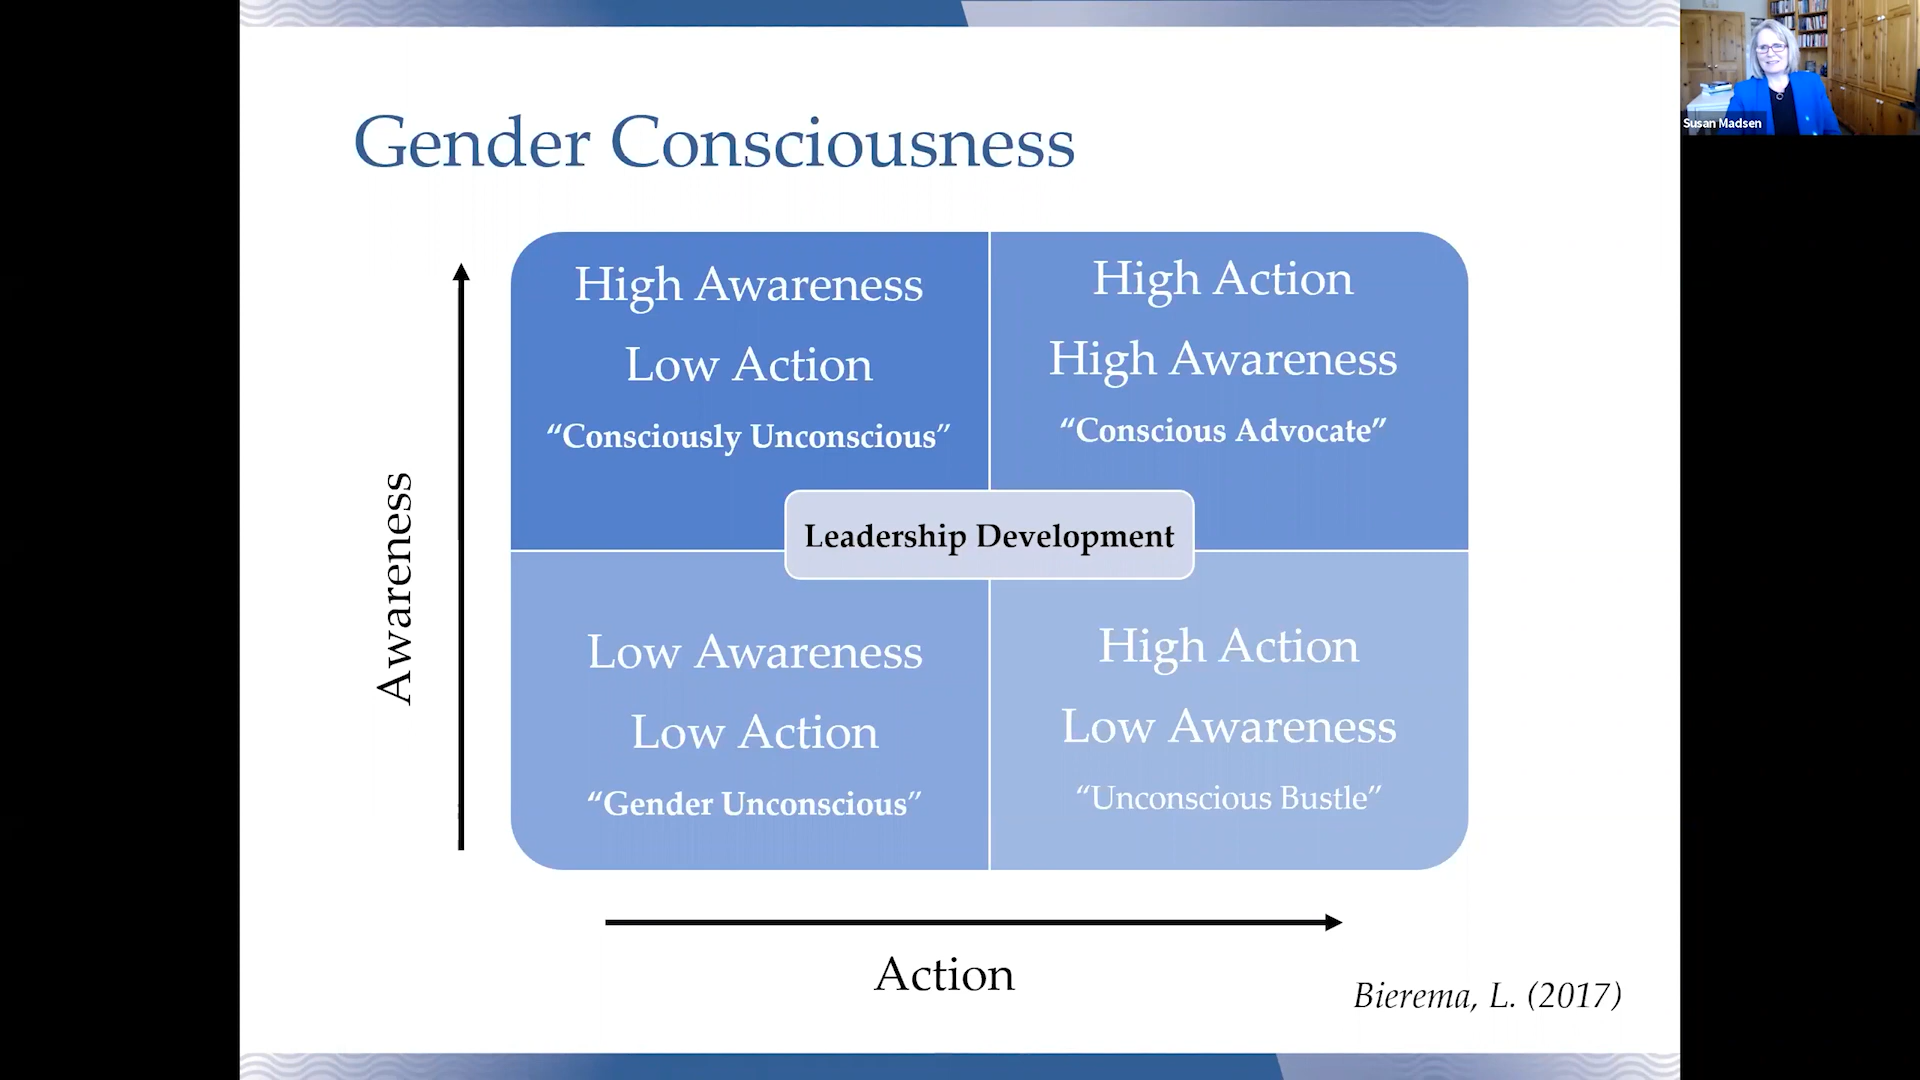 Susan Madsen
Gender Consciousness
High Awareness
Low Action
“Consciously Unconscious”
High Action
High Awareness
“Conscious Advocate”
Leadership Development
Low Awareness
Low Action
“Gender Unconscious”
High Action
Low Awareness
“Unconscious Bustle”
Awareness
Action
Bierema, L. (2017)